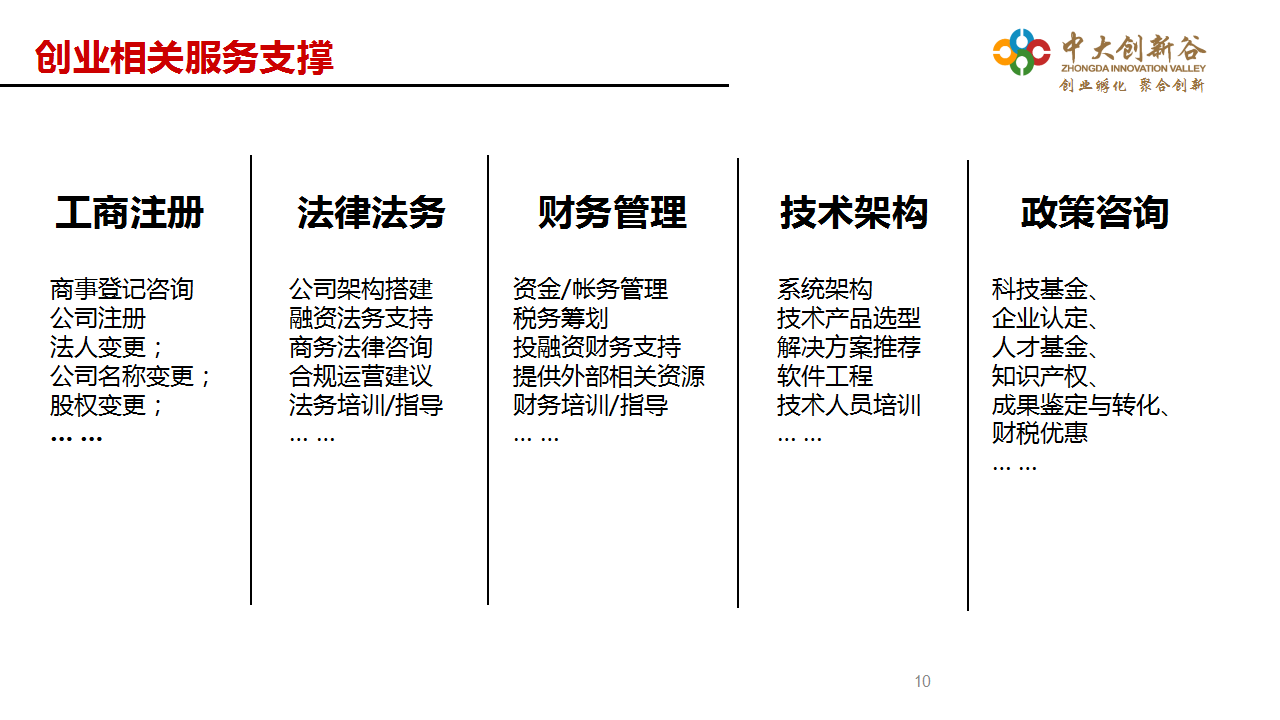 创业相关服务支撑
中大创新谷
ZHONGDA INNOVATION VALLEY
创业孵化 聚合创新
工商注册
商事登记咨询
公司注册
法人变更；
公司名称变更；
股权变更；
... ...
法律法务
公司架构搭建
融资法务支持
商务法律咨询
合规运营建议
法务培训/指导
... ...
财务管理
资金/帐务管理
税务筹划
投融资财务支持
提供外部相关资源
财务培训/指导
... ...
技术架构
系统架构
技术产品选型
解决方案推荐
软件工程
技术人员培训
... ...
政策咨询
科技基金、
企业认定、
人才基金、
知识产权、
成果鉴定与转化、
财税优惠
... ...
10